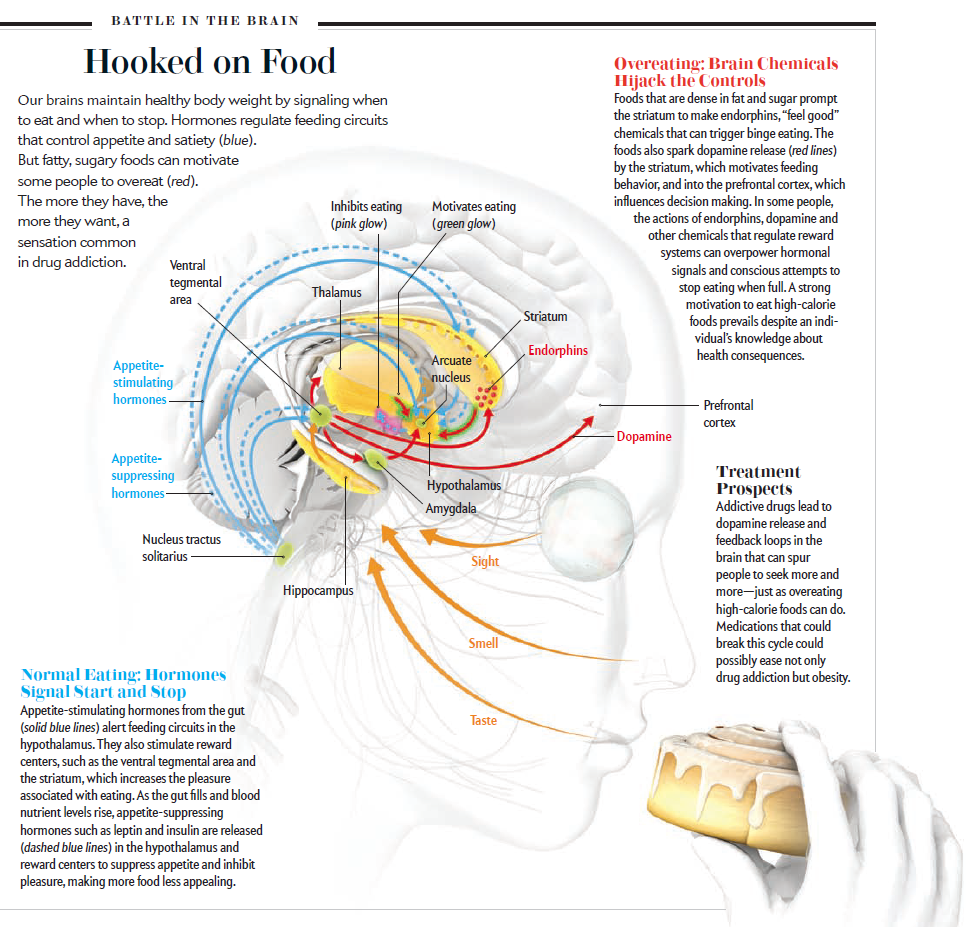 BATTLE IN THE BRAIN
Hooked on Food
Our brains maintain healthy body weight by signaling when
to eat and when to stop. Hormones regulate feeding circuits
that control appetite and satiety (blue).
But fatty, sugary foods can motivate
some people to overeat (red).
The more they have, the
more they want, a
sensation common
in drug addiction.
Overeating: Brain Chemicals
Hijack the Controls
Foods that are dense in fat and sugar prompt
the striatum to make endorphins, “feel good”
chemicals that can trigger binge eating. The
foods also spark dopamine release (red lines)
by the striatum, which motivates feeding
behavior, and into the prefrontal cortex, which
influences decision making. In some people,
the actions of endorphins, dopamine and
other chemicals that regulate reward
systems can overpower hormonal
signals and conscious attempts to
stop eating when full. A strong
motivation to eat high-calorie
foods prevails despite an indi-
vidual’s knowledge about
health consequences.
Inhibits eating
(pink glow)
Motivates eating
(green glow)
Ventral
tegmental
area
Thalamus
Striatum
Endorphins
Arcuate
nucleus
Appetite-
stimulating
hormones
Prefrontal
cortex
Dopamine
Appetite-
suppressing
hormones
Hypothalamus
Amygdala
Nucleus tractus
solitarius
Hippocampus
Sight
Smell
Taste
Treatment
Prospects
Addictive drugs lead to
dopamine release and
feedback loops in the
brain that can spur
people to seek more and
more—just as overeating
high-calorie foods can do.
Medications that could
break this cycle could
possibly ease not only
drug addiction but obesity.
Normal Eating: Hormones
Signal Start and Stop
Appetite-stimulating hormones from the gut
(solid blue lines) alert feeding circuits in the
hypothalamus. They also stimulate reward
centers, such as the ventral tegmental area and
the striatum, which increases the pleasure
associated with eating. As the gut fills and blood
nutrient levels rise, appetite-suppressing
hormones such as leptin and insulin are released
(dashed blue lines) in the hypothalamus and
reward centers to suppress appetite and inhibit
pleasure, making more food less appealing.